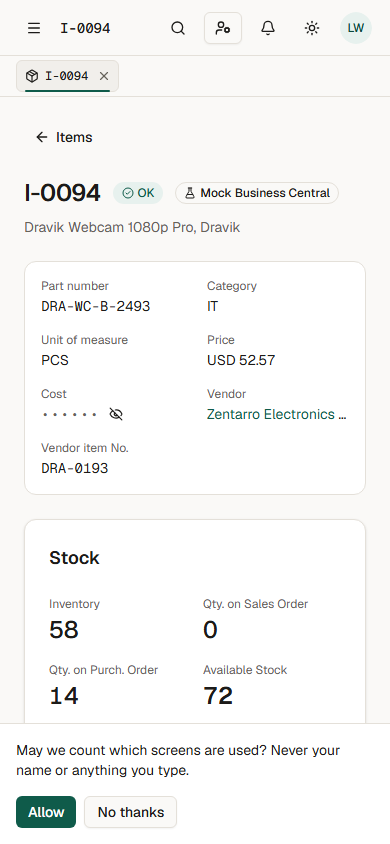 I-0094
LW
I-0094
Items
I-0094
OK
Mock Business Central
Dravik Webcam 1080p Pro, Dravik
Part number
Category
DRA-WC-B-2493
IT
Unit of measure
Price
PCS
USD 52.57
Cost
Vendor
••••••
Zentarro Electronics …
Vendor item No.
DRA-0193
Stock
Inventory
Qty. on Sales Order
58
0
Qty. on Purch. Order
Available Stock
14
72
May we count which screens are used? Never your
name or anything you type.
Allow
No thanks